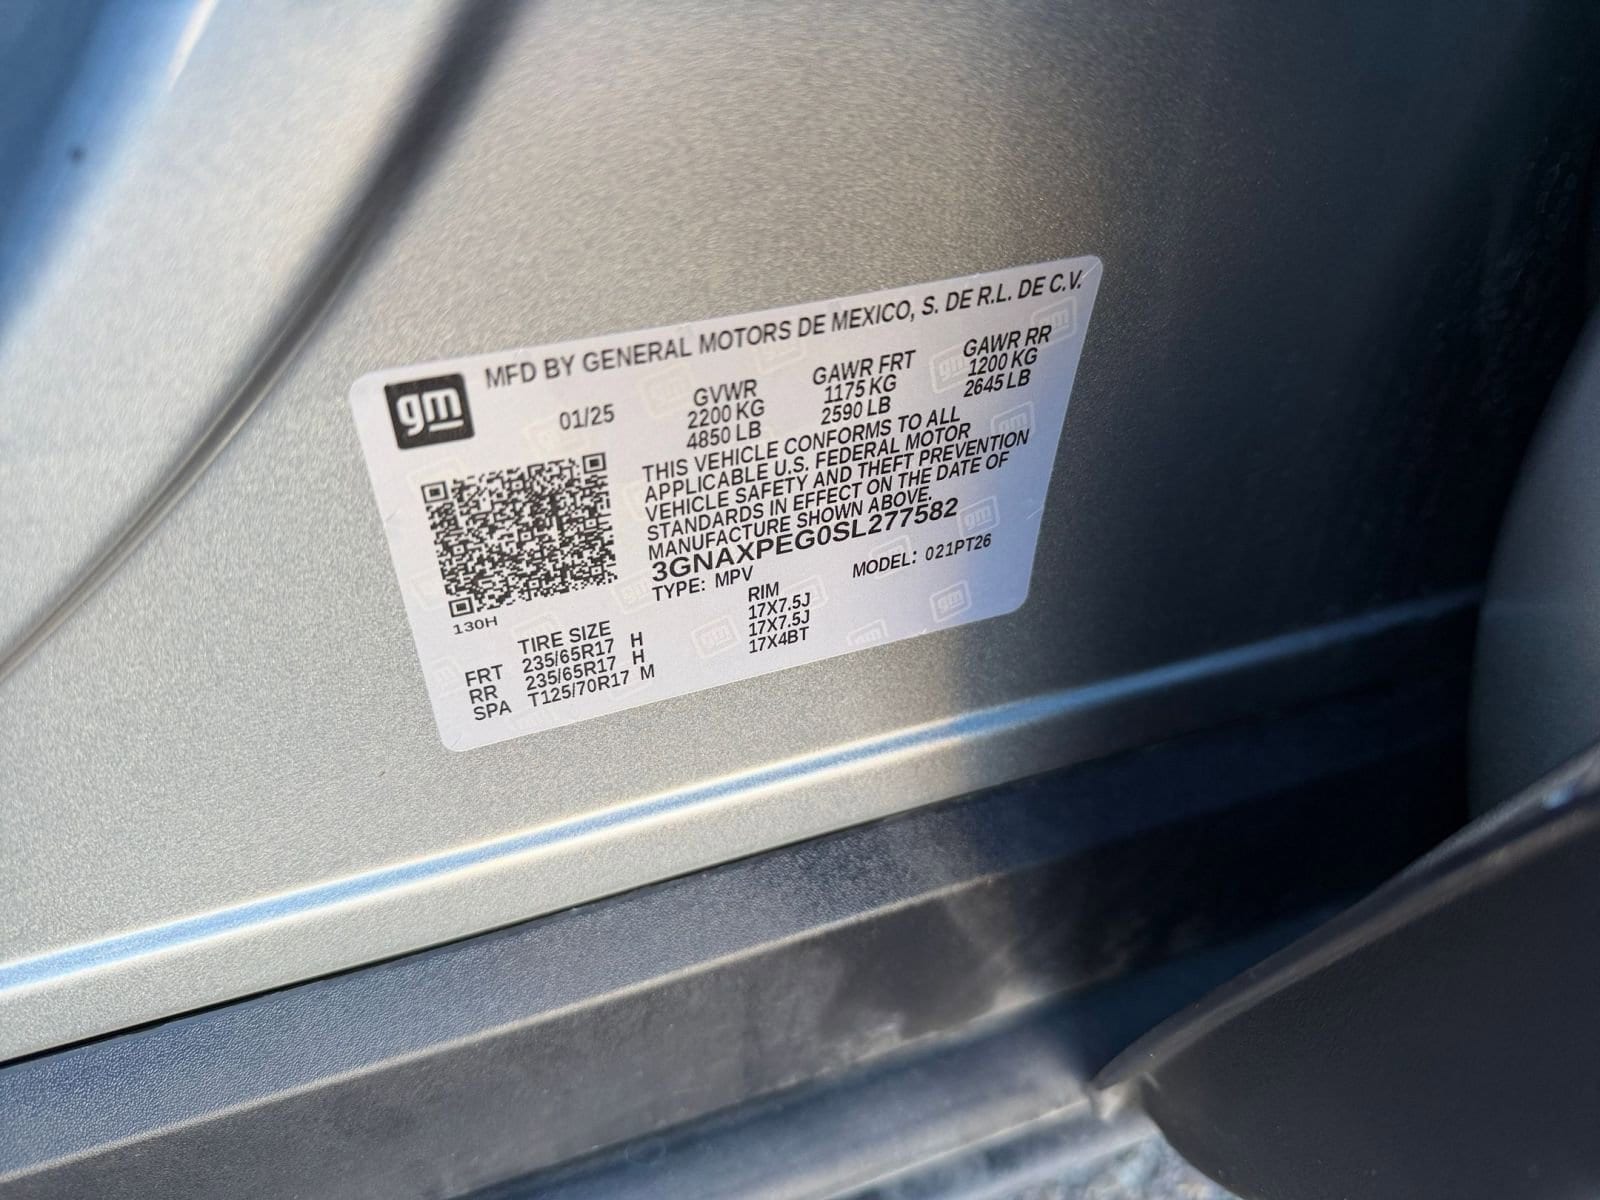 gm
MFD BY GENERAL MOTORS DE MEXICO, S. DE R.L. DE C.V.
01/25
GVWR
2200 KG
4850 LB
GAWR FRT
1175 KG
2590 LB
GAWR RR
1200 KG
2645 LB
THIS VEHICLE CONFORMS TO ALL
APPLICABLE U.S. FEDERAL MOTOR
VEHICLE SAFETY AND THEFT PREVENTION
STANDARDS IN EFFECT ON THE DATE OF
MANUFACTURE SHOWN ABOVE.
3GNAXPEG0SL277582
TYPE: MPV MODEL: 021PT26
130H
TIRE SIZE RIM
FRT 235/65R17 H 17X7.5J
RR 235/65R17 H 17X7.5J
SPA T125/70R17 M 17X4BT